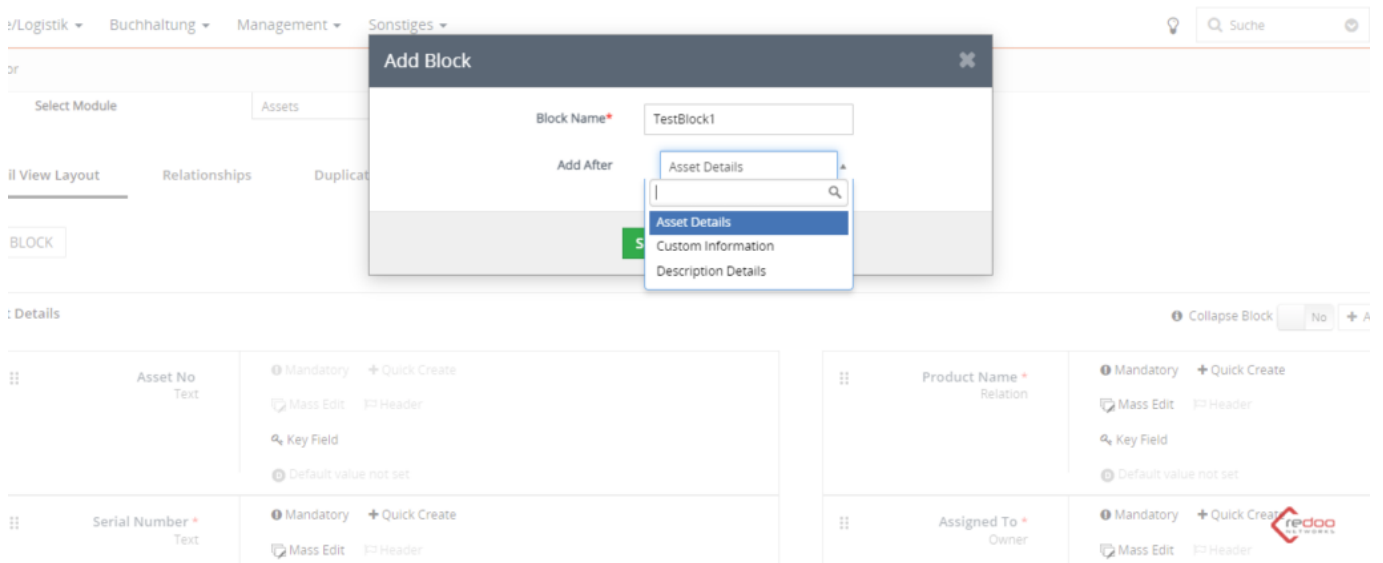 e/Logistik Buchhaltung Management Sonstiges Suche
or
Add Block
Select Module Assets
Block Name* TestBlock1
Add After Asset Details
il View Layout Relationships Duplicat
Asset Details
Custom Information
Description Details
BLOCK
S
t Details Collapse Block No + A
Asset No
Text
Mandatory + Quick Create
Mass Edit Header
Key Field
Default value not set
Product Name *
Relation
Mandatory + Quick Create
Mass Edit Header
Key Field
Default value not set
Serial Number *
Text
Mandatory + Quick Create
Mass Edit Header
Assigned To *
Owner
Mandatory + Quick Create
Mass Edit Header
redoo
NETWORKS